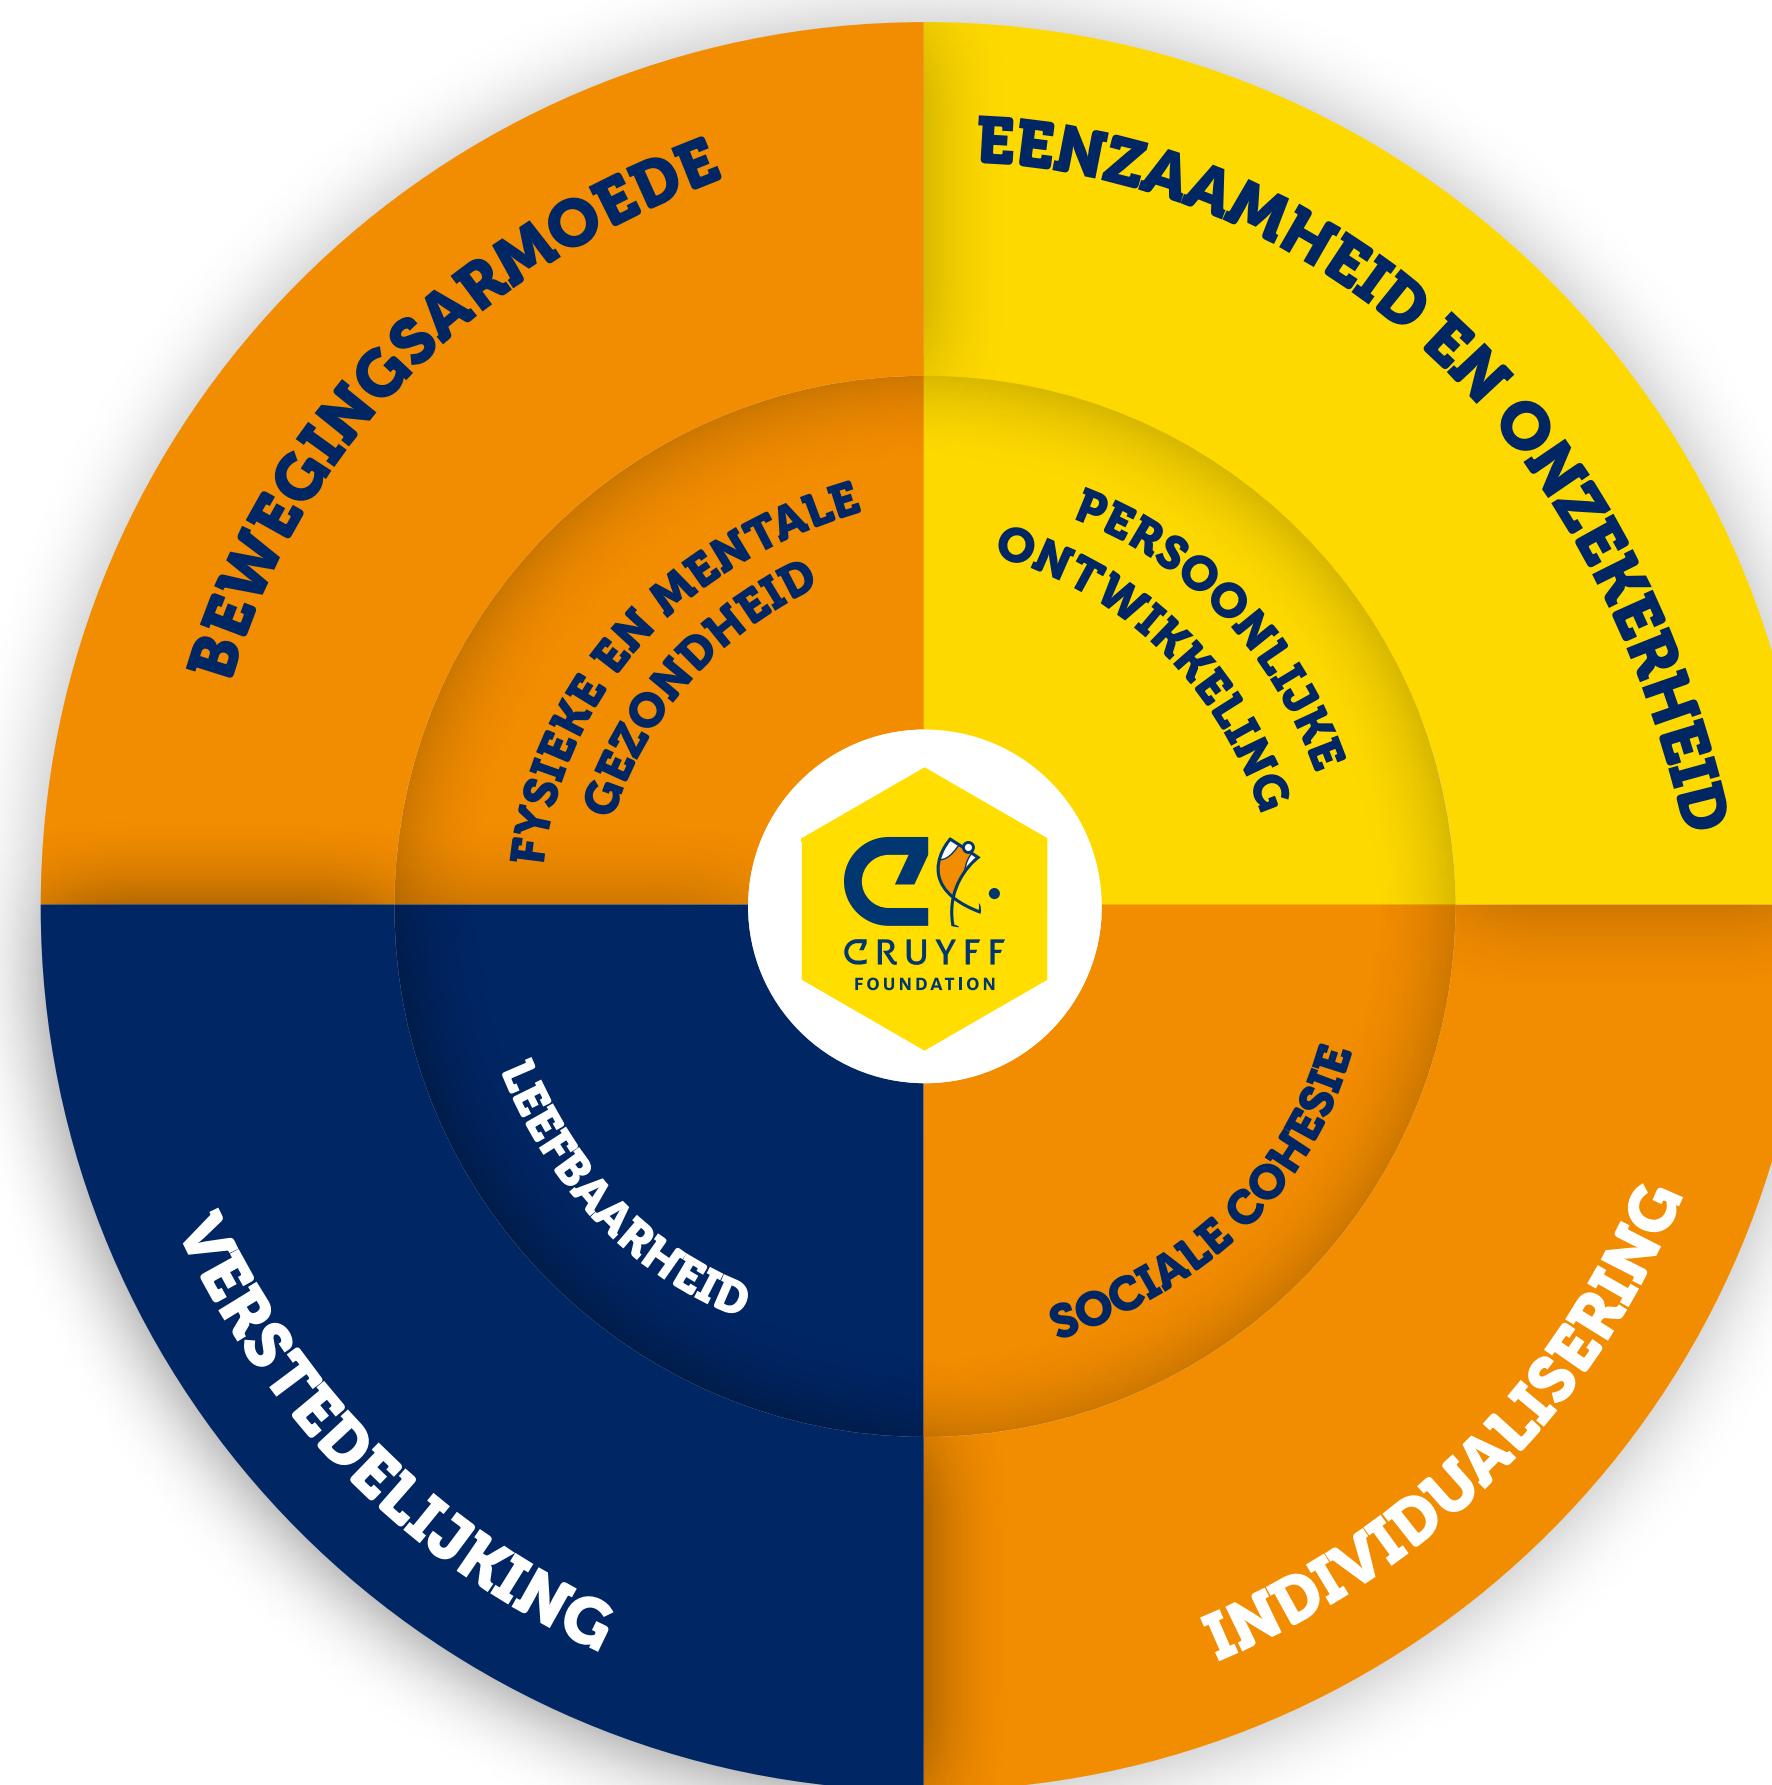 BEWEGINGSARMOEDE
EENZAAMHEID EN ONZEKERHEID
FYSIEKE EN MENTALE
GEZONDHEID
PERSOONLIJKE
ONTWIKKELING
CRUYFF
FOUNDATION
LEEFBAARHEID
SOCIALE COHESIE
VERSTEDELIJKING
INDIVIDUALISERING